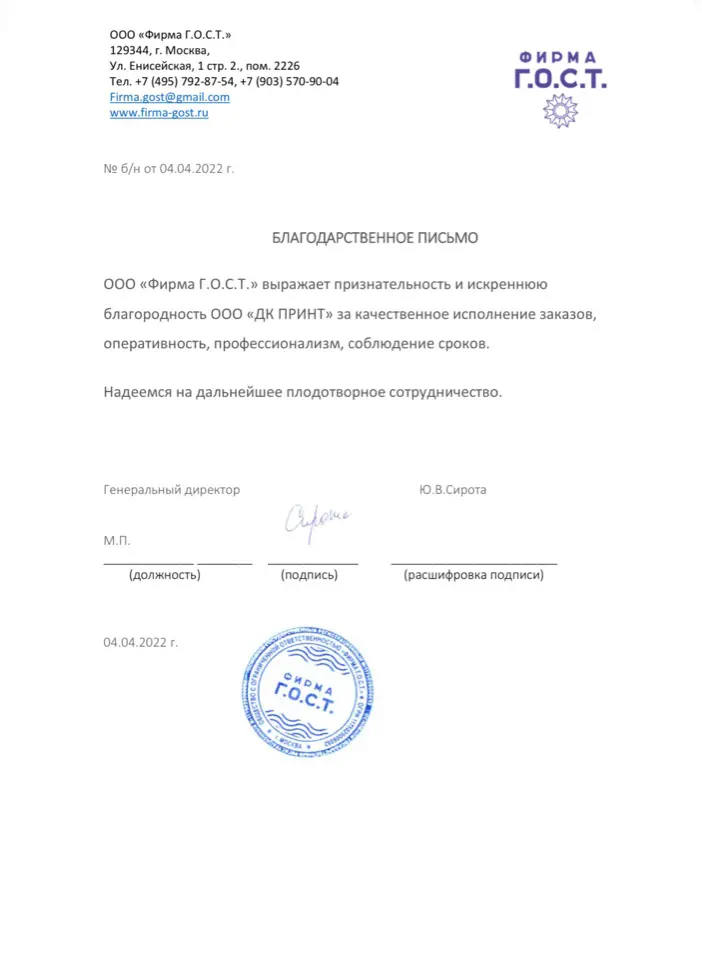 ООО «Фирма Г.О.С.Т.»
129344, г. Москва,
Ул. Енисейская, 1 стр. 2., пом. 2226
Тел. +7 (495) 792-87-54, +7 (903) 570-90-04
Firma.gost@gmail.com
www.firma-gost.ru
ФИРМА
Г.О.С.Т.
№ б/н от 04.04.2022 г.
БЛАГОДАРСТВЕННОЕ ПИСЬМО
ООО «Фирма Г.О.С.Т.» выражает признательность и искреннюю
благородность ООО «ДК ПРИНТ» за качественное исполнение заказов,
оперативность, профессионализм, соблюдение сроков.
Надеемся на дальнейшее плодотворное сотрудничество.
Генеральный директор Ю.В.Сирота
Сирота
М.П.
(должность) (подпись) (расшифровка подписи)
04.04.2022 г.
ОБЩЕСТВО С ОГРАНИЧЕННОЙ ОТВЕТСТВЕННОСТЬЮ «ФИРМА Г.О.С.Т.» ОГРН
ФИРМА
Г.О.С.Т.